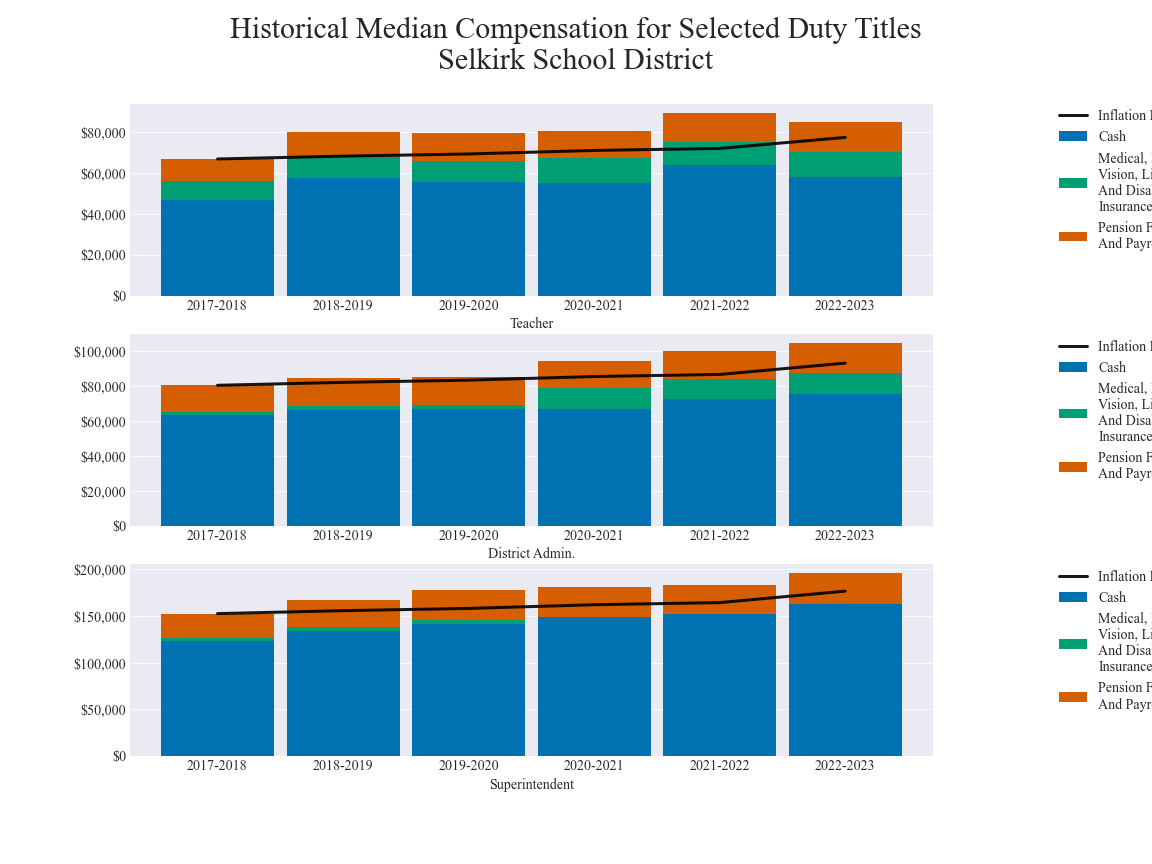 Historical Median Compensation for Selected Duty Titles
Selkirk School District
$80,000
$60,000
$40,000
$20,000
$0
2017-2018 2018-2019 2019-2020 2020-2021 2021-2022 2022-2023
Teacher
Inflation
Cash
Medical,
Vision,
And
Insurance
Pension
And
$100,000
$80,000
$60,000
$40,000
$20,000
$0
2017-2018 2018-2019 2019-2020 2020-2021 2021-2022 2022-2023
District Admin.
Inflation
Cash
Medical,
Vision,
And
Insurance
Pension
And
$200,000
$150,000
$100,000
$50,000
$0
2017-2018 2018-2019 2019-2020 2020-2021 2021-2022 2022-2023
Superintendent
Inflation
Cash
Medical,
Vision,
And
Insurance
Pension
And